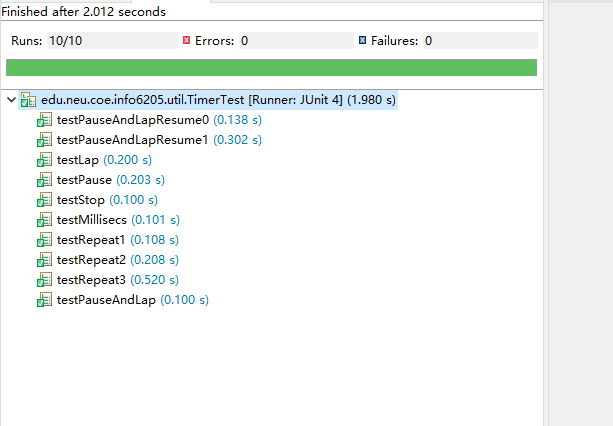 Finished after 2.012 seconds
Runs: 10/10 Errors: 0 Failures: 0
edu.neu.coe.info6205.util.TimerTest [Runner: JUnit 4] (1.980 s)
testPauseAndLapResume0 (0.138 s)
testPauseAndLapResume1 (0.302 s)
testLap (0.200 s)
testPause (0.203 s)
testStop (0.100 s)
testMillisecs (0.101 s)
testRepeat1 (0.108 s)
testRepeat2 (0.208 s)
testRepeat3 (0.520 s)
testPauseAndLap (0.100 s)